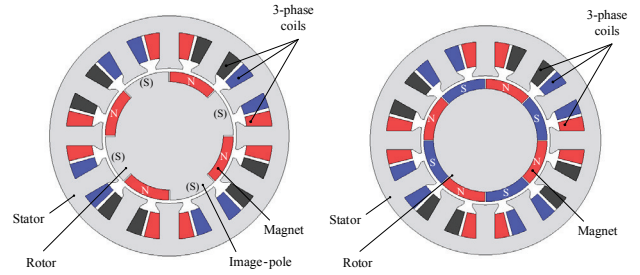 3-phase
coils
(S)
N
(S)
N
(S)
N
(S)
N
Stator
Rotor
Magnet
Image-pole
3-phase
coils
S
N
N
S
S
N
N
S
Stator
Rotor
Magnet